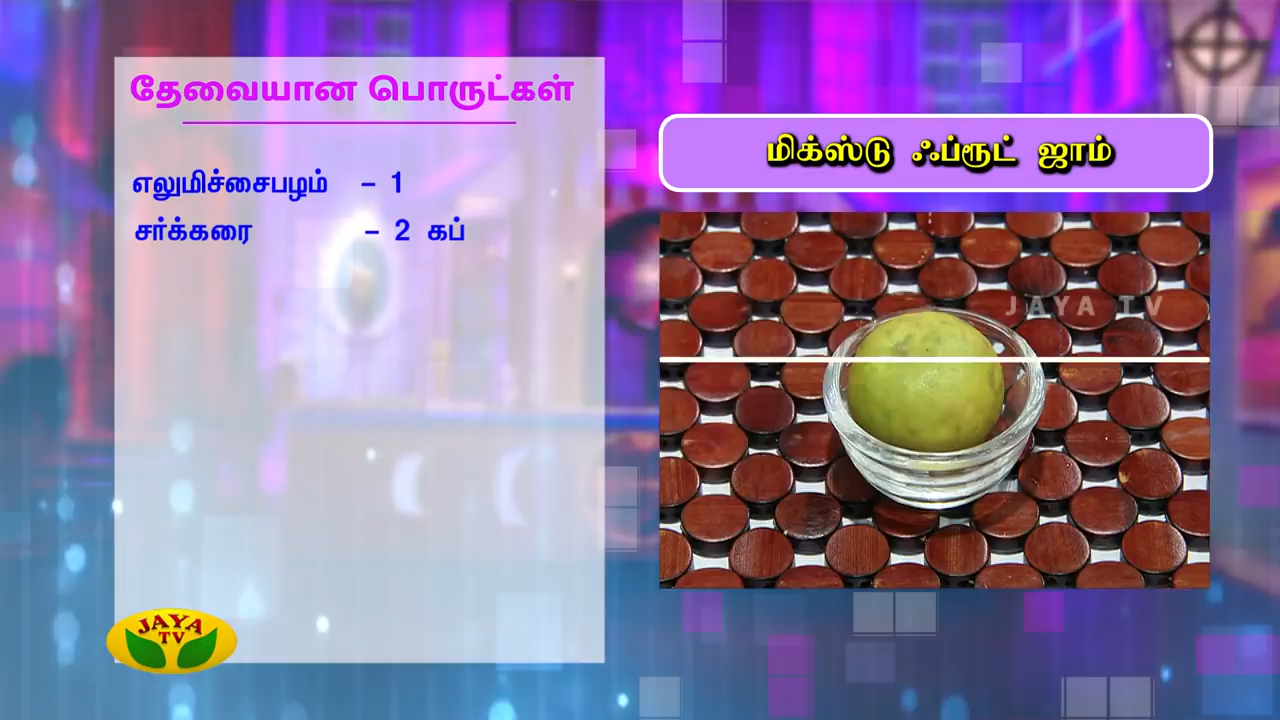 தேவையான பொருட்கள்
எலுமிச்சைபழம் - 1
சர்க்கரை - 2 கப்
மிக்ஸ்டு ஃப்ரூட் ஜாம்
JAYA TV
JAYA
TV